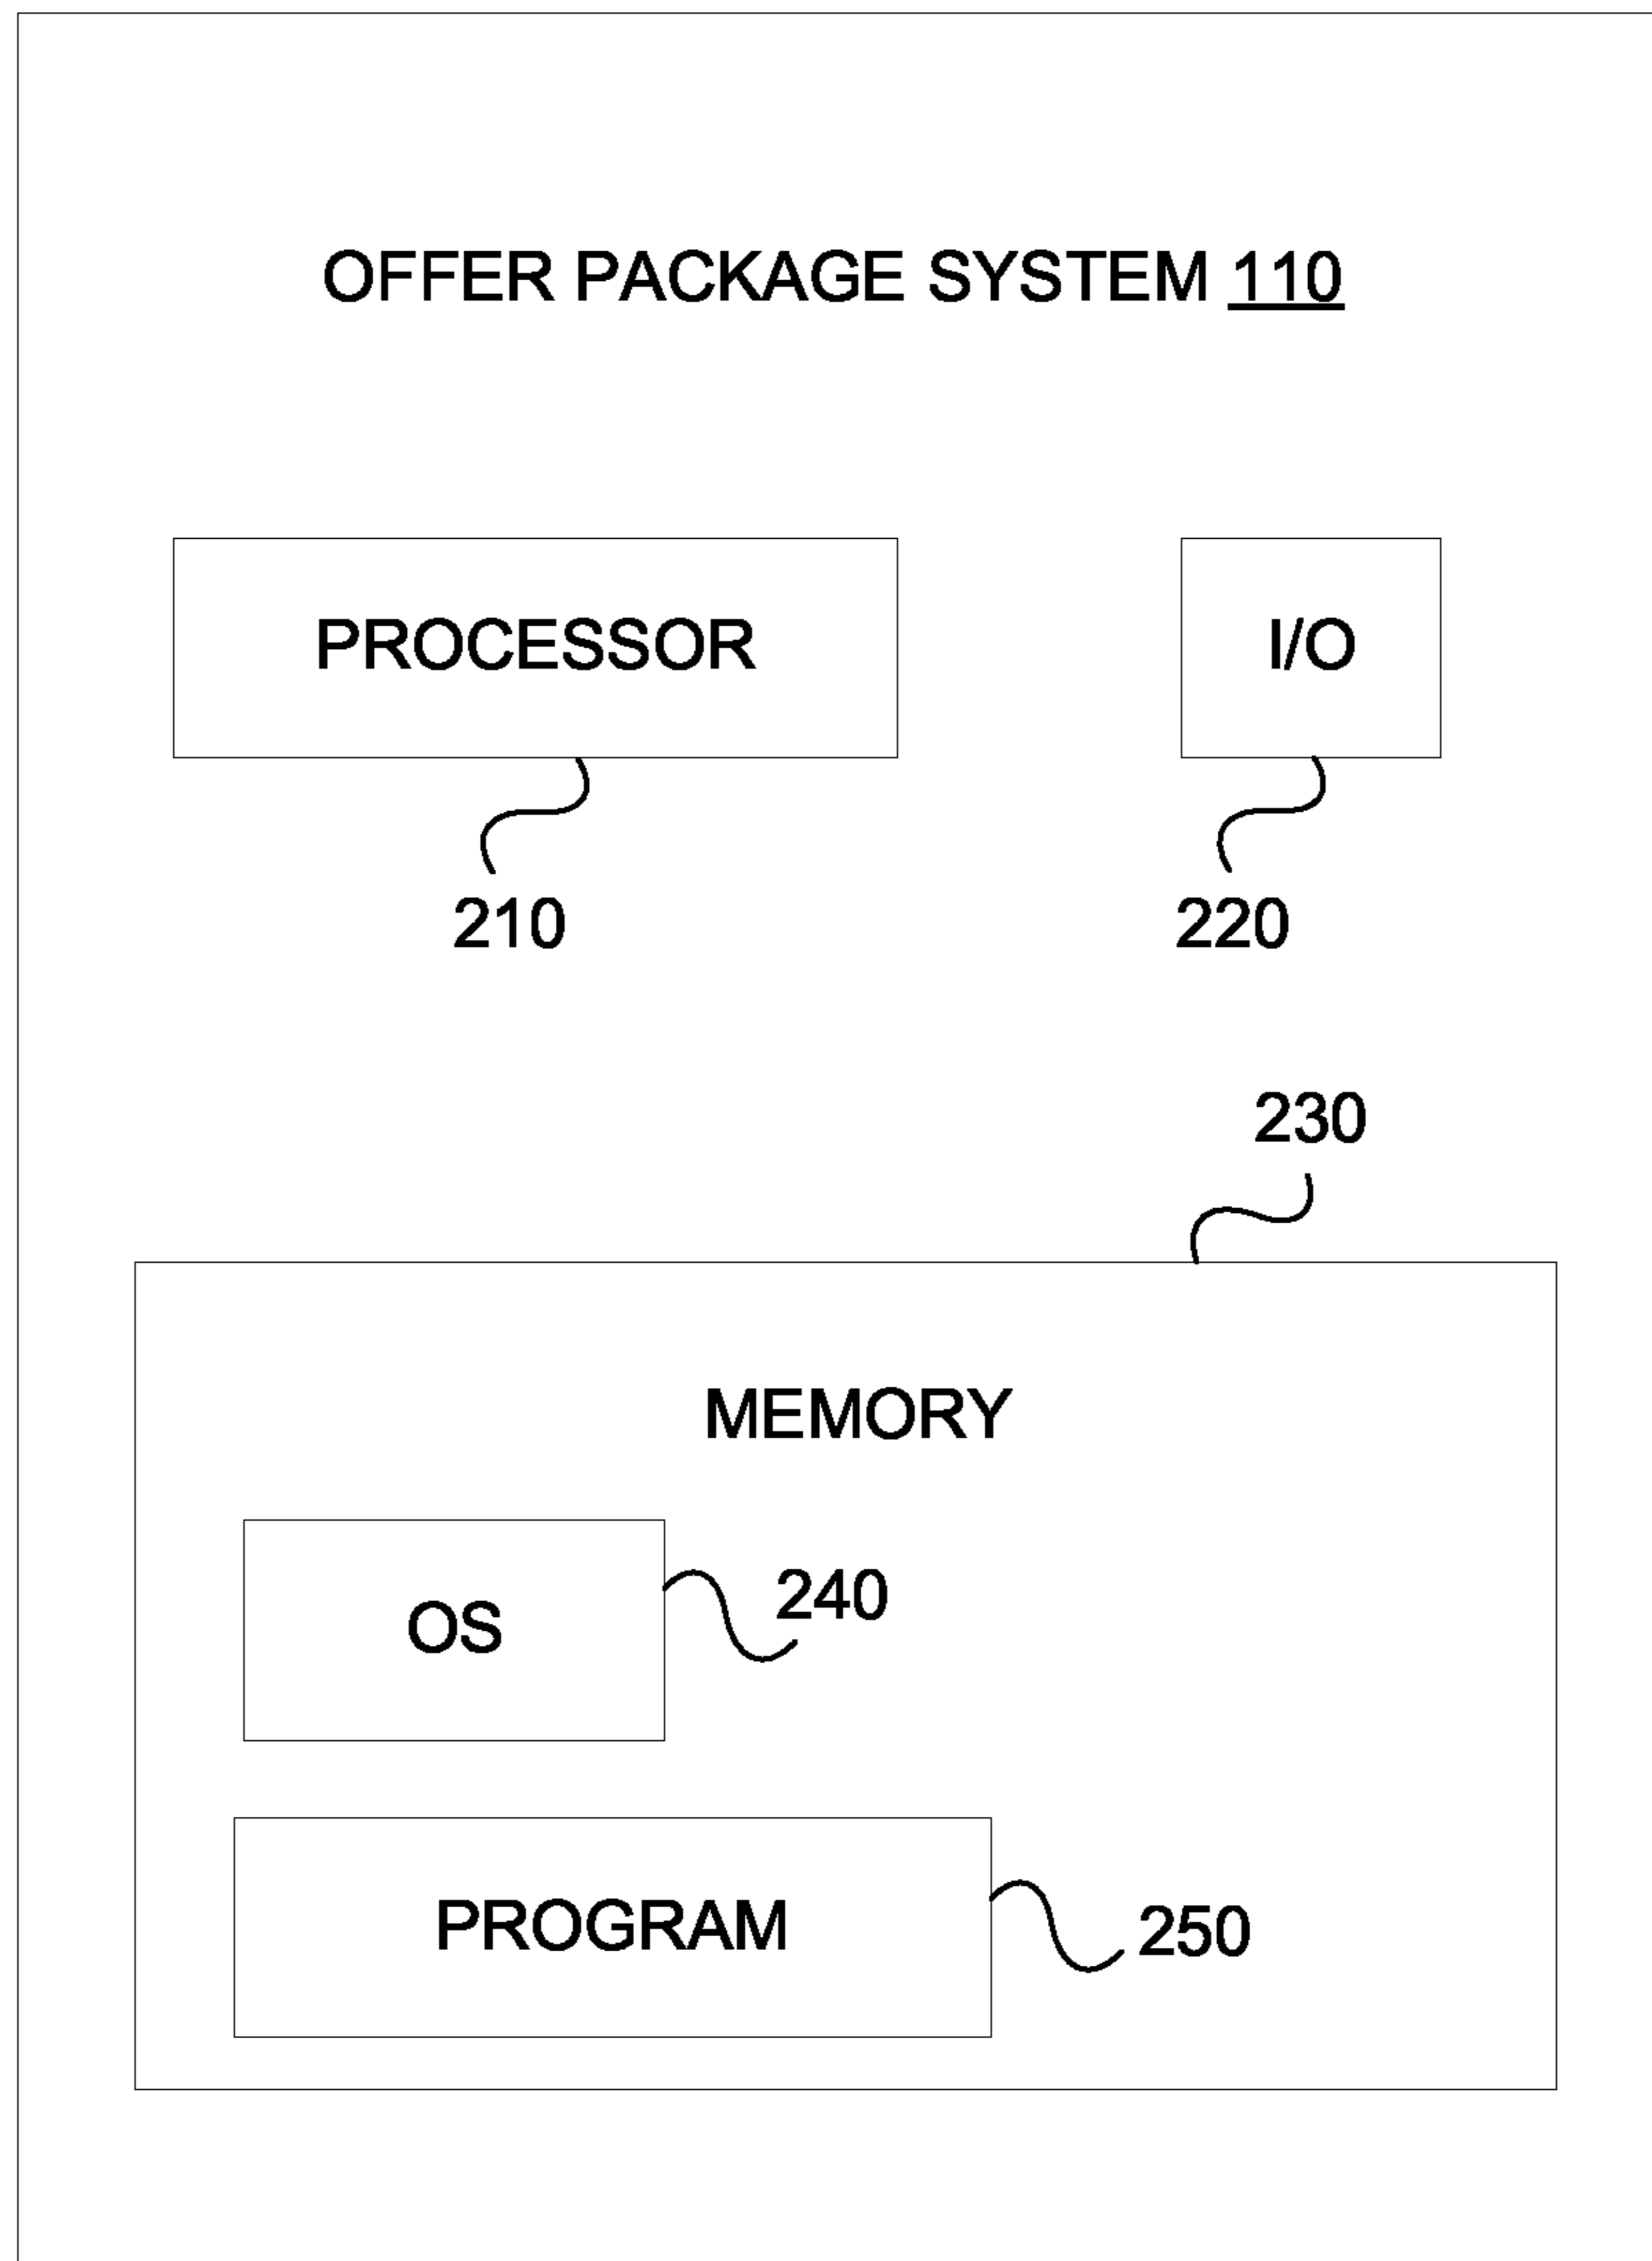 OFFER PACKAGE SYSTEM 110
PROCESSOR
I/O
210
220
230
MEMORY
OS
240
PROGRAM
250